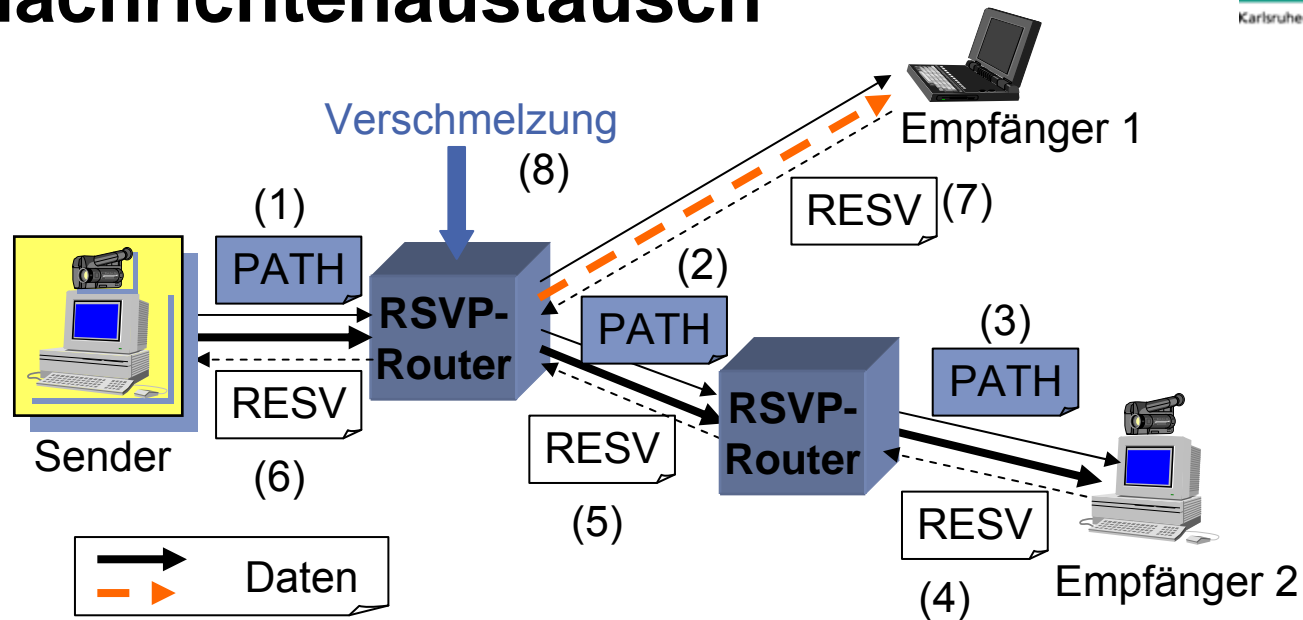 Nachrichtenaustausch
Karlsruhe
Verschmelzung
(8)
Empfänger 1
(1)
PATH
RESV
(7)
(2)
PATH
(3)
PATH
RSVP-
Router
RESV
Sender
(6)
RESV
(5)
RSVP-
Router
RESV
(4)
Empfänger 2
Daten